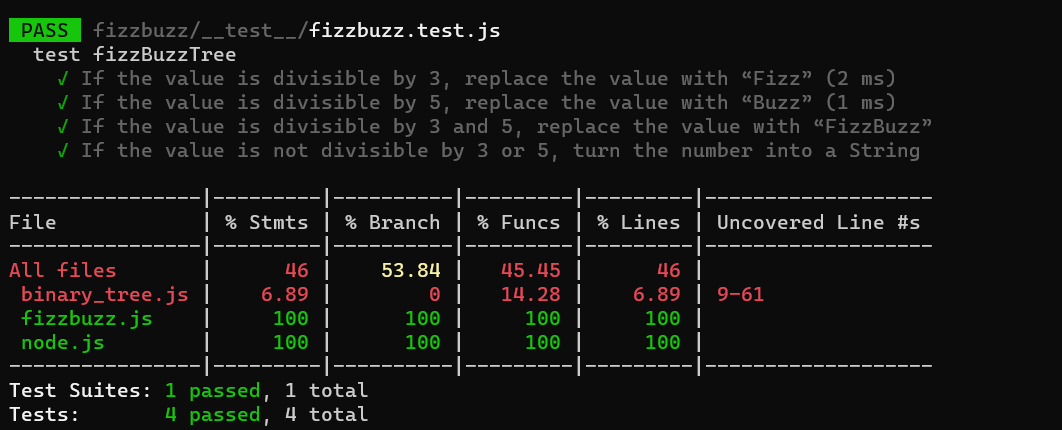 PASS fizzbuzz/__test__/fizzbuzz.test.js
test fizzBuzzTree
√ If the value is divisible by 3, replace the value with “Fizz” (2 ms)
√ If the value is divisible by 5, replace the value with “Buzz” (1 ms)
√ If the value is divisible by 3 and 5, replace the value with “FizzBuzz”
√ If the value is not divisible by 3 or 5, turn the number into a String
----------------|---------|----------|---------|---------|-------------------
File            | % Stmts | % Branch | % Funcs | % Lines | Uncovered Line #s
----------------|---------|----------|---------|---------|-------------------
All files       |      46 |    53.84 |   45.45 |      46 |
 binary_tree.js |    6.89 |        0 |   14.28 |    6.89 | 9-61
 fizzbuzz.js    |     100 |      100 |     100 |     100 |
 node.js        |     100 |      100 |     100 |     100 |
----------------|---------|----------|---------|---------|-------------------
Test Suites: 1 passed, 1 total
Tests:       4 passed, 4 total